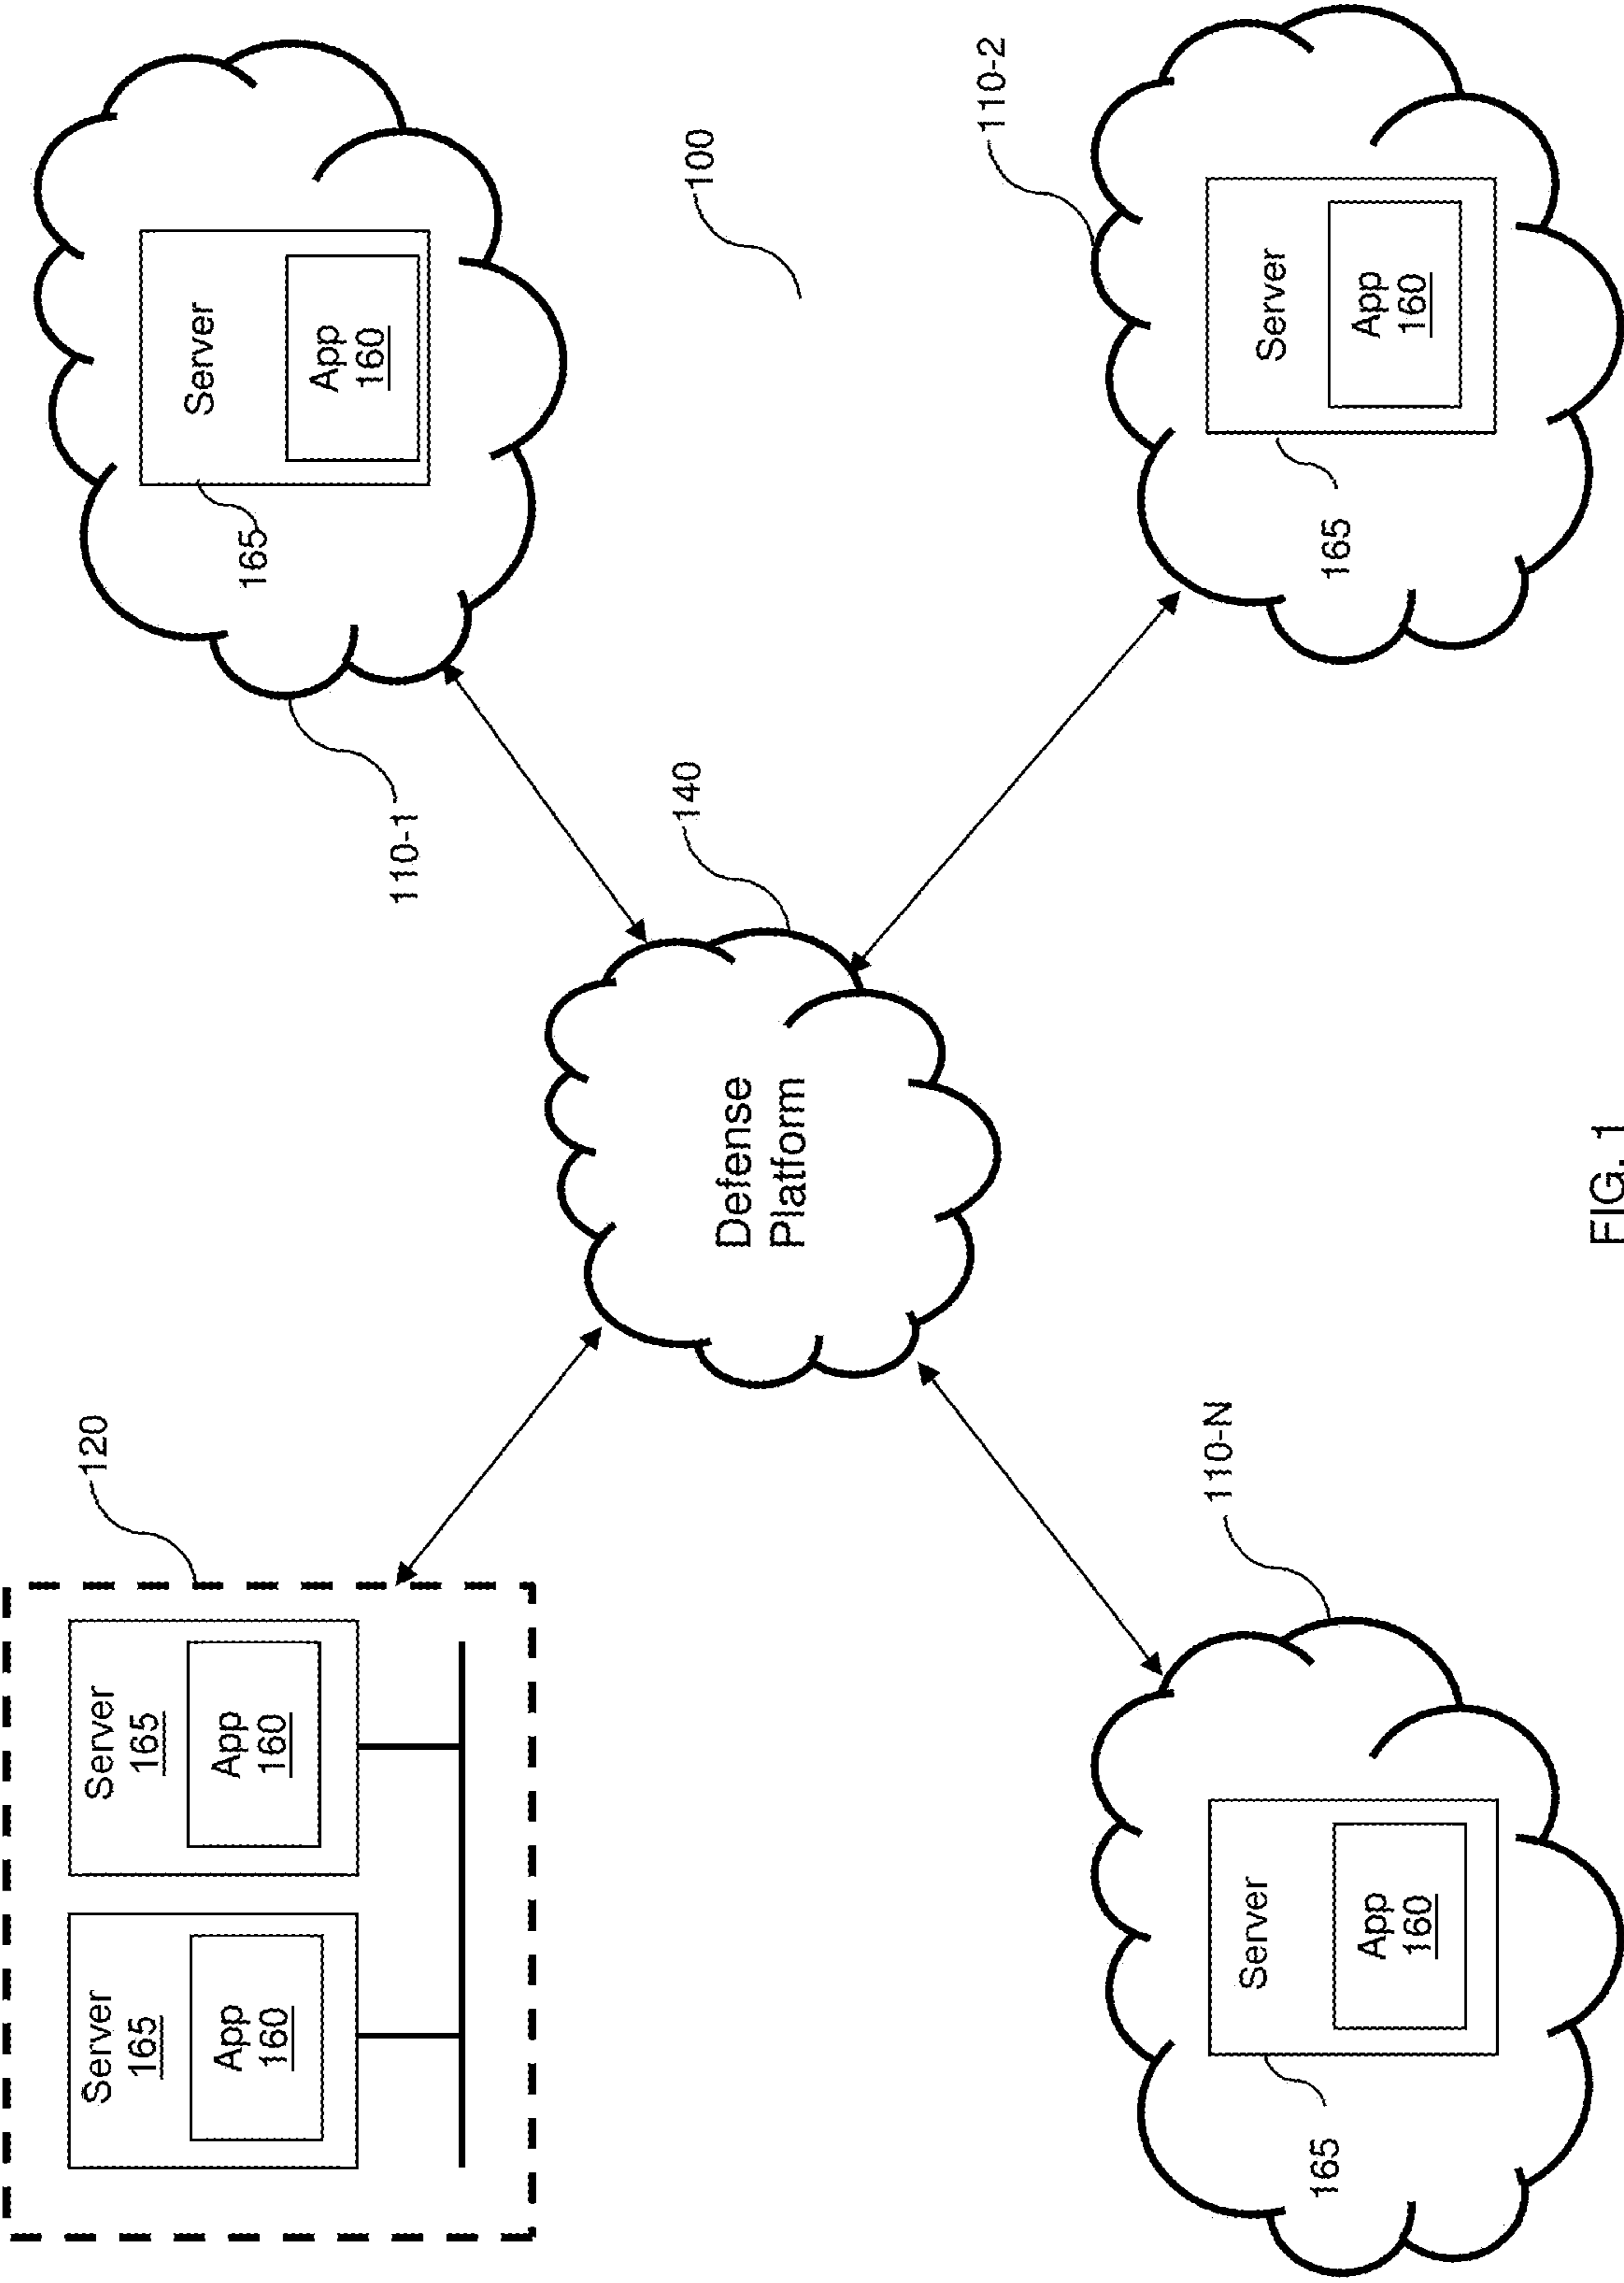 120
Server
165
App
160
Server
165
App
160
110-1
165
Server
App
160
Defense
Platform
140
100
110-N
165
Server
App
160
110-2
165
Server
App
160
FIG. 1